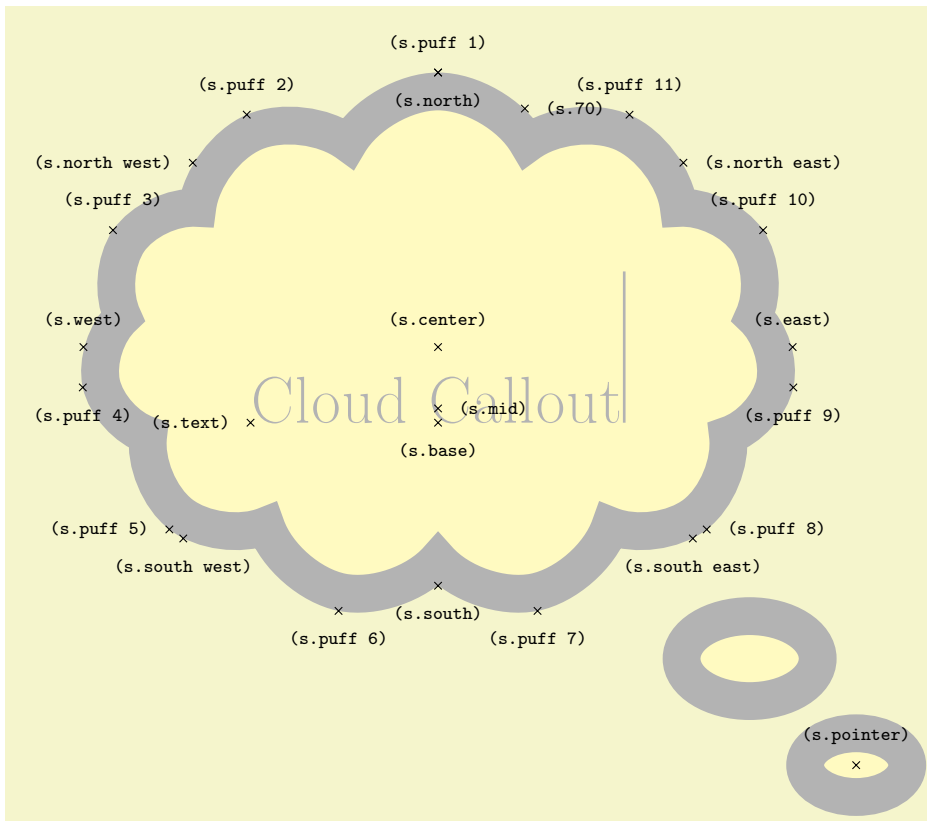 (s.puff 1)
(s.puff 2) (s.puff 11)
(s.north) (s.70)
(s.north west) (s.north east)
(s.puff 3) (s.puff 10)
(s.west) (s.center) (s.east)
Cloud Callout
(s.puff 4) (s.text) (s.mid) (s.puff 9)
(s.base)
(s.puff 5) (s.puff 8)
(s.south west) (s.south east)
(s.south)
(s.puff 6) (s.puff 7)
(s.pointer)